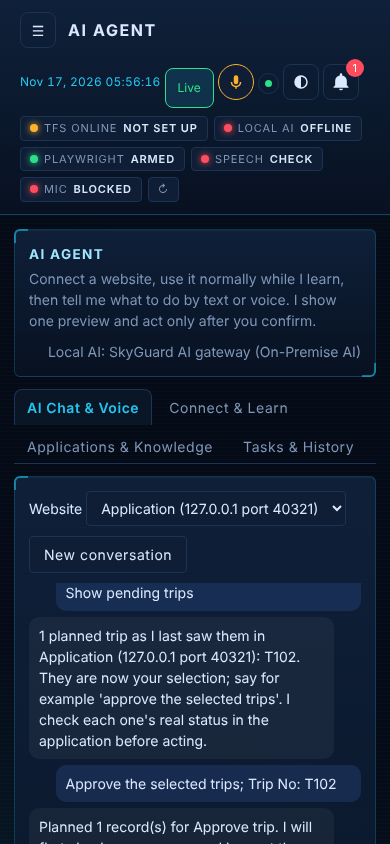 ☰ AI AGENT
Nov 17, 2026 05:56:16 Live 1
TFS ONLINE NOT SET UP LOCAL AI OFFLINE
PLAYWRIGHT ARMED SPEECH CHECK
MIC BLOCKED ↻
AI AGENT
Connect a website, use it normally while I learn,
then tell me what to do by text or voice. I show
one preview and act only after you confirm.
Local AI: SkyGuard AI gateway (On-Premise AI)
AI Chat & Voice Connect & Learn
Applications & Knowledge Tasks & History
Website Application (127.0.0.1 port 40321)
New conversation
Show pending trips
1 planned trip as I last saw them in
Application (127.0.0.1 port 40321): T102.
They are now your selection; say for
example 'approve the selected trips'. I
check each one's real status in the
application before acting.
Approve the selected trips; Trip No: T102
Planned 1 record(s) for Approve trip. I will